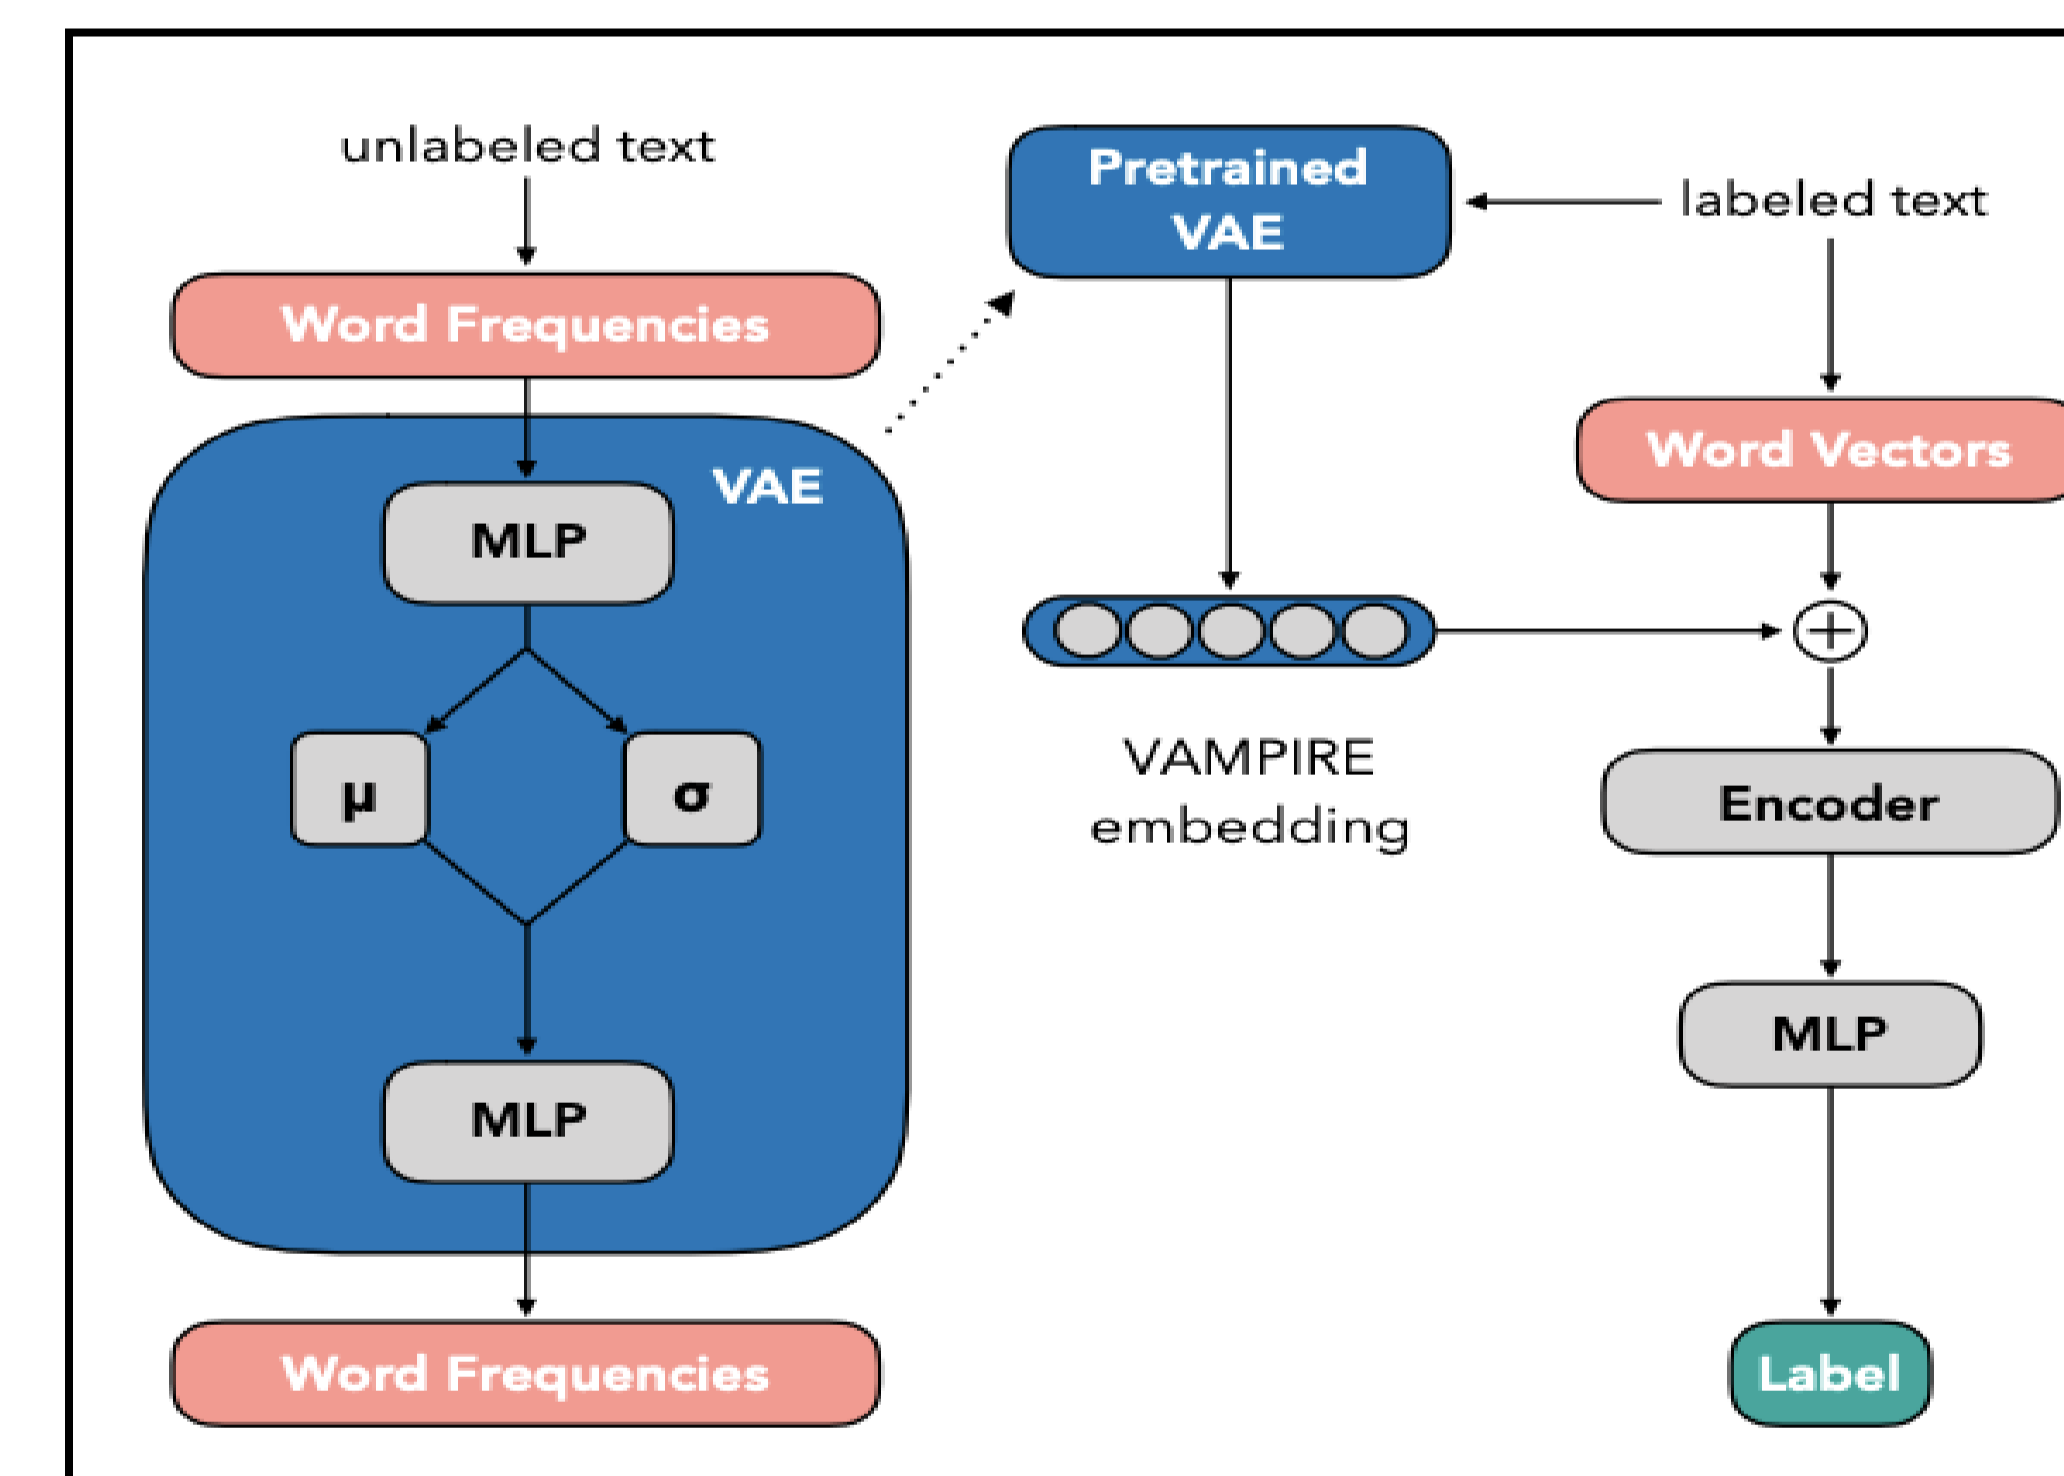 unlabeled text
Word Frequencies
VAE
MLP
μ
σ
MLP
Word Frequencies
Pretrained
VAE
VAMPIRE
embedding
labeled text
Word Vectors
+
Encoder
MLP
Label